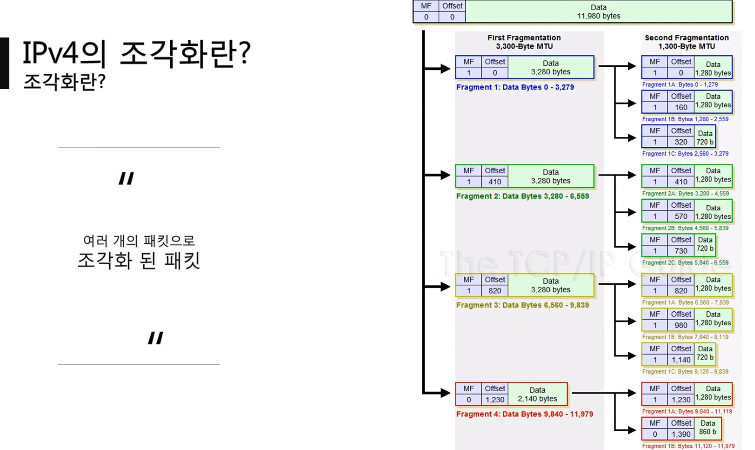 IPv4의 조각화란?
조각화란?
“
여러 개의 패킷으로
조각화 된 패킷
“
MF Offset Data
0 0 11,980 bytes
First Fragmentation
3,300-Byte MTU
Second Fragmentation
1,300-Byte MTU
MF Offset Data
1 0 3,280 bytes
Fragment 1: Data Bytes 0 - 3,279
MF Offset Data
1 0 1,280 bytes
Fragment 1A: Bytes 0 - 1,279
MF Offset Data
1 160 1,280 bytes
Fragment 1B: Bytes 1,280 - 2,559
MF Offset Data
1 320 720 b
Fragment 1C: Bytes 2,560 - 3,279
MF Offset Data
1 410 3,280 bytes
Fragment 2: Data Bytes 3,280 - 6,559
MF Offset Data
1 410 1,280 bytes
Fragment 2A: Bytes 3,280 - 4,559
MF Offset Data
1 570 1,280 bytes
Fragment 2B: Bytes 4,560 - 5,839
MF Offset Data
1 730 720 b
Fragment 2C: Bytes 5,840 - 6,559
The TCP/IP Guide
MF Offset Data
1 820 3,280 bytes
Fragment 3: Data Bytes 6,560 - 9,839
MF Offset Data
1 820 1,280 bytes
Fragment 1A: Bytes 6,560 - 7,839
MF Offset Data
1 980 1,280 bytes
Fragment 1B: Bytes 7,840 - 9,119
MF Offset Data
1 1,140 720 b
Fragment 1C: Bytes 9,120 - 9,839
MF Offset Data
0 1,230 2,140 bytes
Fragment 4: Data Bytes 9,840 - 11,979
MF Offset Data
1 1,230 1,280 bytes
Fragment 1A: Bytes 9,840 - 11,119
MF Offset Data
0 1,390 860 b
Fragment 1B: Bytes 11,120 - 11,979